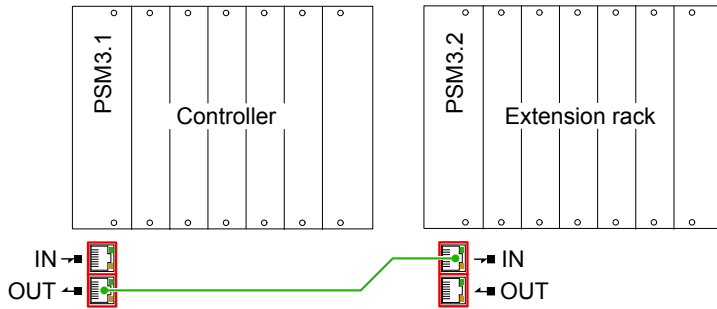 PSM3.1
Controller
PSM3.2
Extension rack
IN
IN
OUT
OUT